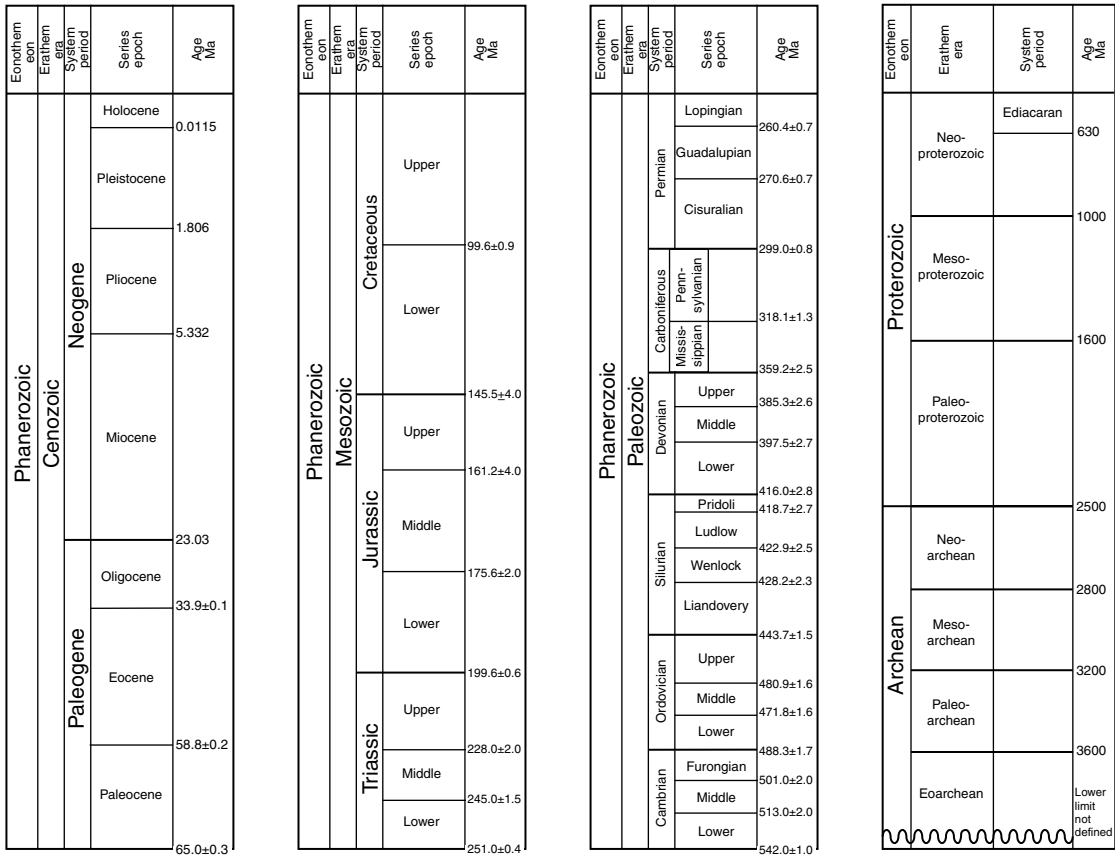 Eonothem
eon
Erathem
era
System
period
Series
epoch
Age
Ma
Phanerozoic
Cenozoic
Neogene
Paleogene
Holocene
0.0115
Pleistocene
1.806
Pliocene
5.332
Miocene
23.03
Oligocene
33.9±0.1
Eocene
58.8±0.2
Paleocene
65.0±0.3
Eonothem
eon
Erathem
era
System
period
Series
epoch
Age
Ma
Phanerozoic
Mesozoic
Cretaceous
Upper
99.6±0.9
Lower
145.5±4.0
Jurassic
Upper
161.2±4.0
Middle
175.6±2.0
Lower
199.6±0.6
Triassic
Upper
228.0±2.0
Middle
245.0±1.5
Lower
251.0±0.4
Eonothem
eon
Erathem
era
System
period
Series
epoch
Age
Ma
Phanerozoic
Paleozoic
Permian
Lopingian
260.4±0.7
Guadalupian
270.6±0.7
Cisuralian
299.0±0.8
Carboniferous
Penn-
sylvanian
318.1±1.3
Missis-
sippian
359.2±2.5
Devonian
Upper
385.3±2.6
Middle
397.5±2.7
Lower
416.0±2.8
Silurian
Pridoli
418.7±2.7
Ludlow
422.9±2.5
Wenlock
428.2±2.3
Liandovery
443.7±1.5
Ordovician
Upper
480.9±1.6
Middle
471.8±1.6
Lower
488.3±1.7
Cambrian
Furongian
501.0±2.0
Middle
513.0±2.0
Lower
542.0±1.0
Eonothem
eon
Erathem
era
System
period
Age
Ma
Proterozoic
Neo-
proterozoic
Ediacaran
630
1000
Meso-
proterozoic
1600
Paleo-
proterozoic
2500
Archean
Neo-
archean
2800
Meso-
archean
3200
Paleo-
archean
3600
Eoarchean
Lower
limit
not
defined